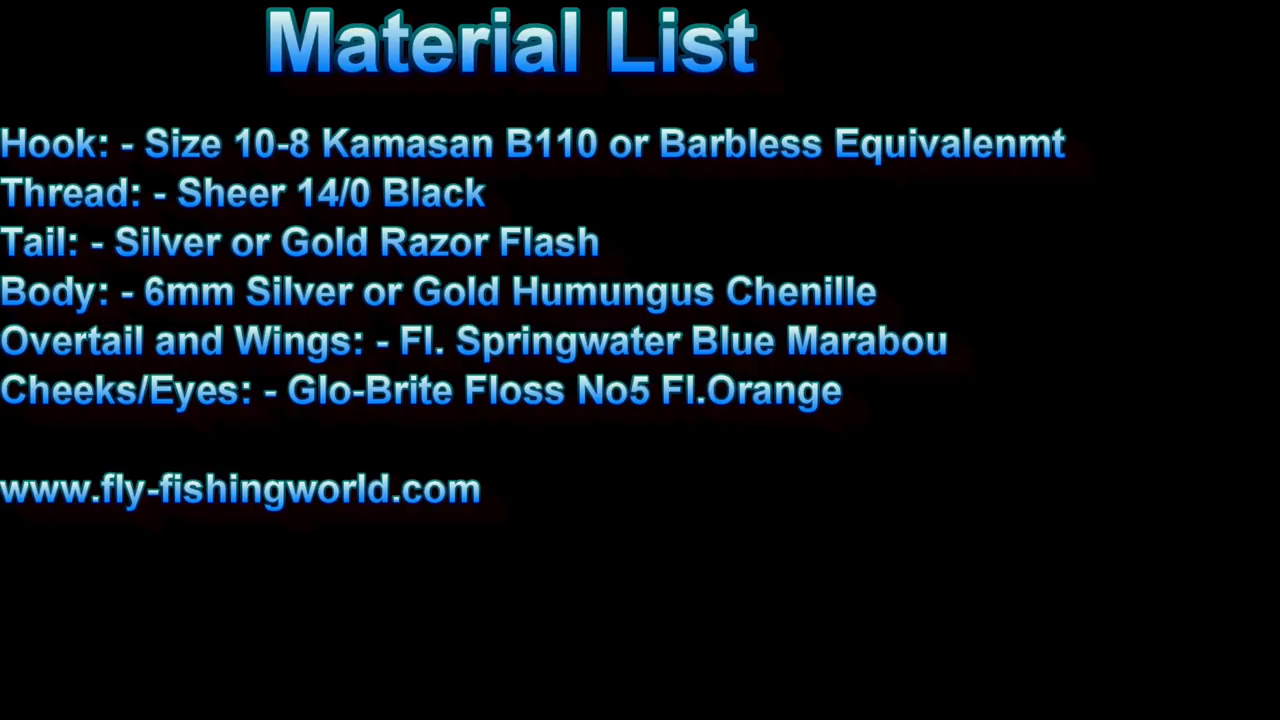 Material List
Hook: - Size 10-8 Kamasan B110 or Barbless Equivalenmt
Thread: - Sheer 14/0 Black
Tail: - Silver or Gold Razor Flash
Body: - 6mm Silver or Gold Humungus Chenille
Overtail and Wings: - Fl. Springwater Blue Marabou
Cheeks/Eyes: - Glo-Brite Floss No5 Fl.Orange
www.fly-fishingworld.com